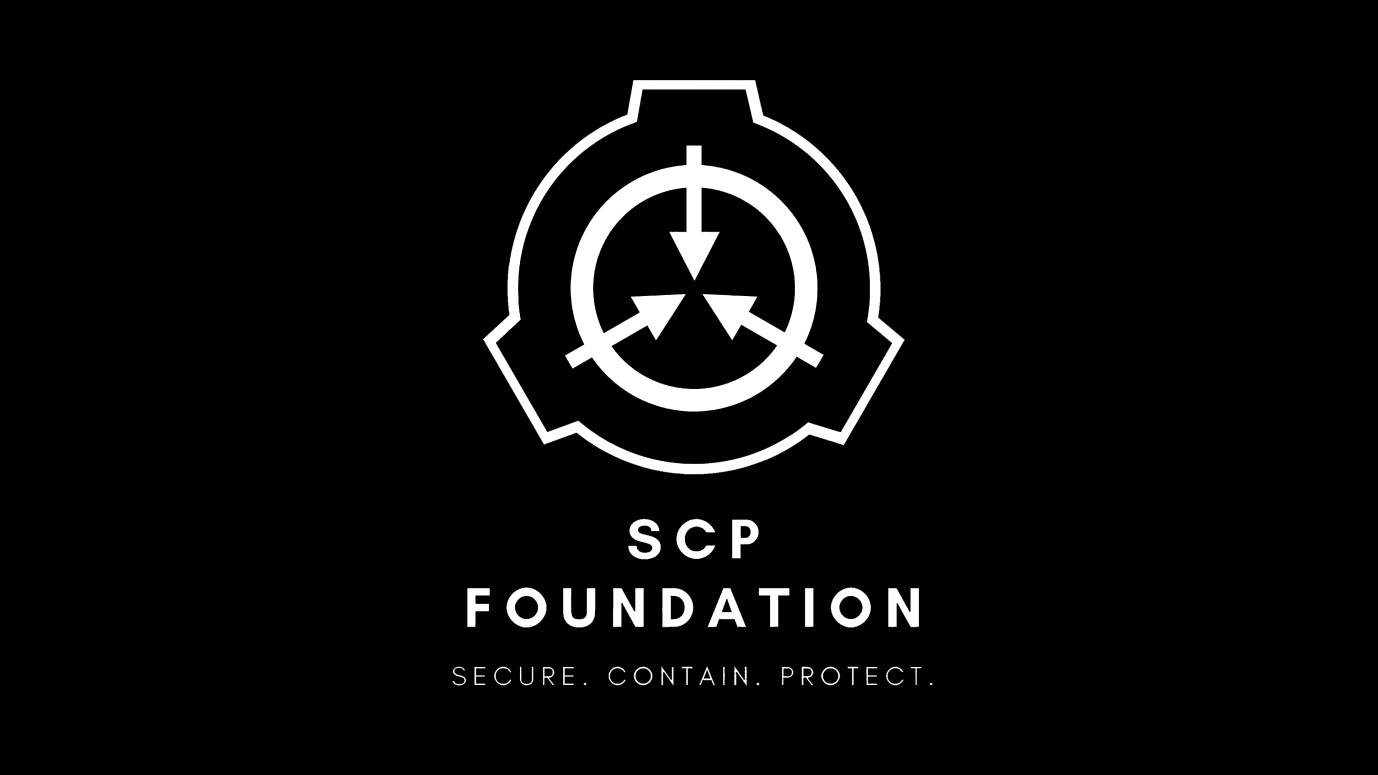 SCP
FOUNDATION
SECURE. CONTAIN. PROTECT.